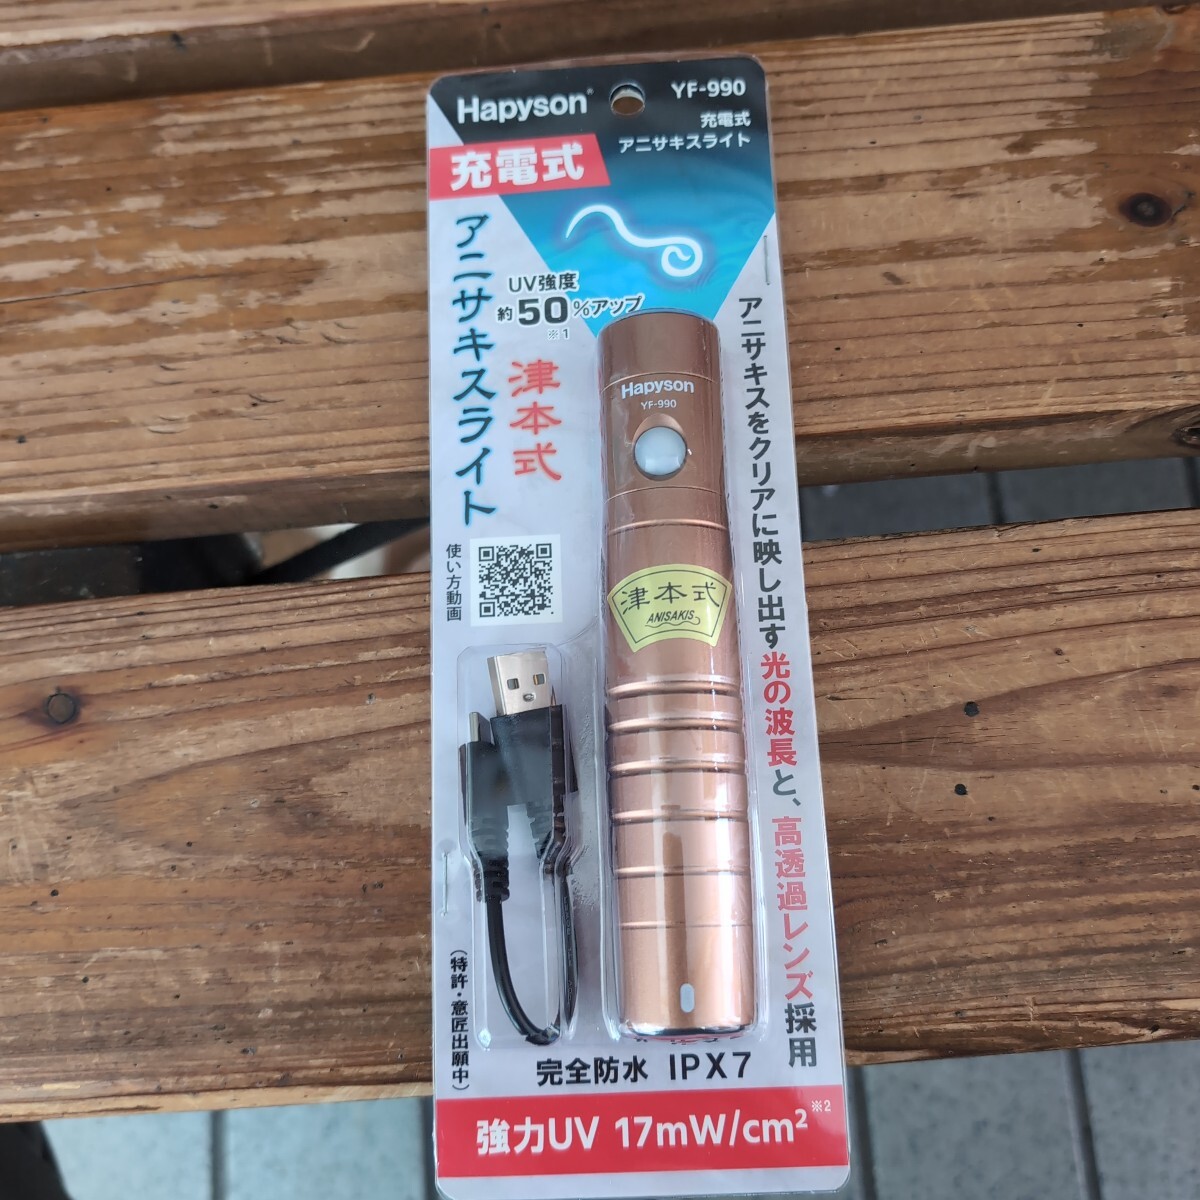 Hapyson
YF-990
充電式
アニサキスライト
充電式
アニサキスライト
津本式
UV強度
約50%アップ
※1
Hapyson
YF-990
津本式
ANISAKIS
使い方動画
アニサキスをクリアに映し出す光の波長と、高透過レンズ採用
(特許・意匠出願中)
完全防水 IPX7
強力UV 17mW/cm² ※2